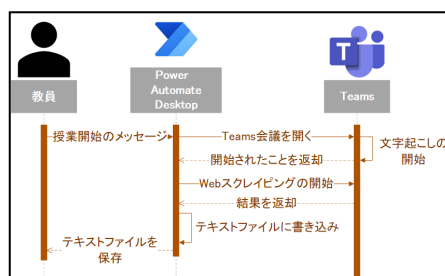 教員
Power
Automate
Desktop
T
Teams
授業開始のメッセージ
Teams会議を開く
文字起こしの
開始
開始されたことを返却
Webスクレイピングの開始
結果を返却
テキストファイルに書き込み
テキストファイルを
保存